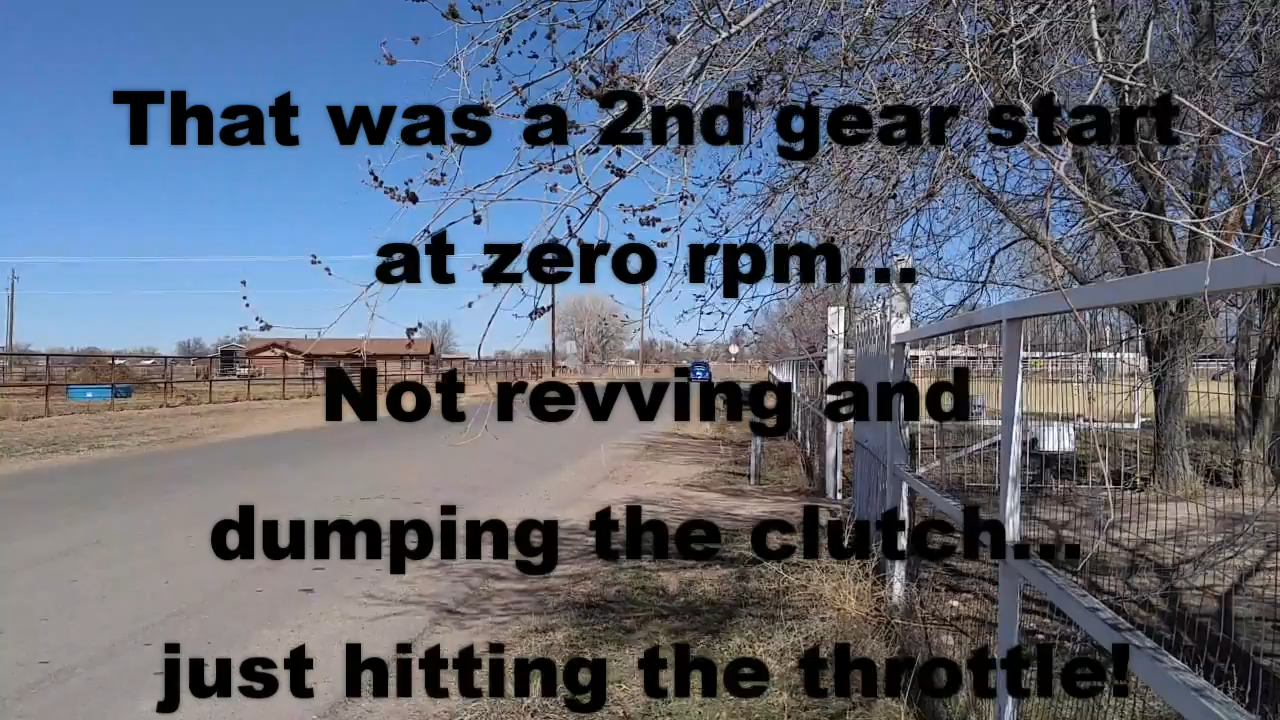 That was a 2nd gear start
at zero rpm...
Not revving and
dumping the clutch...
just hitting the throttle!